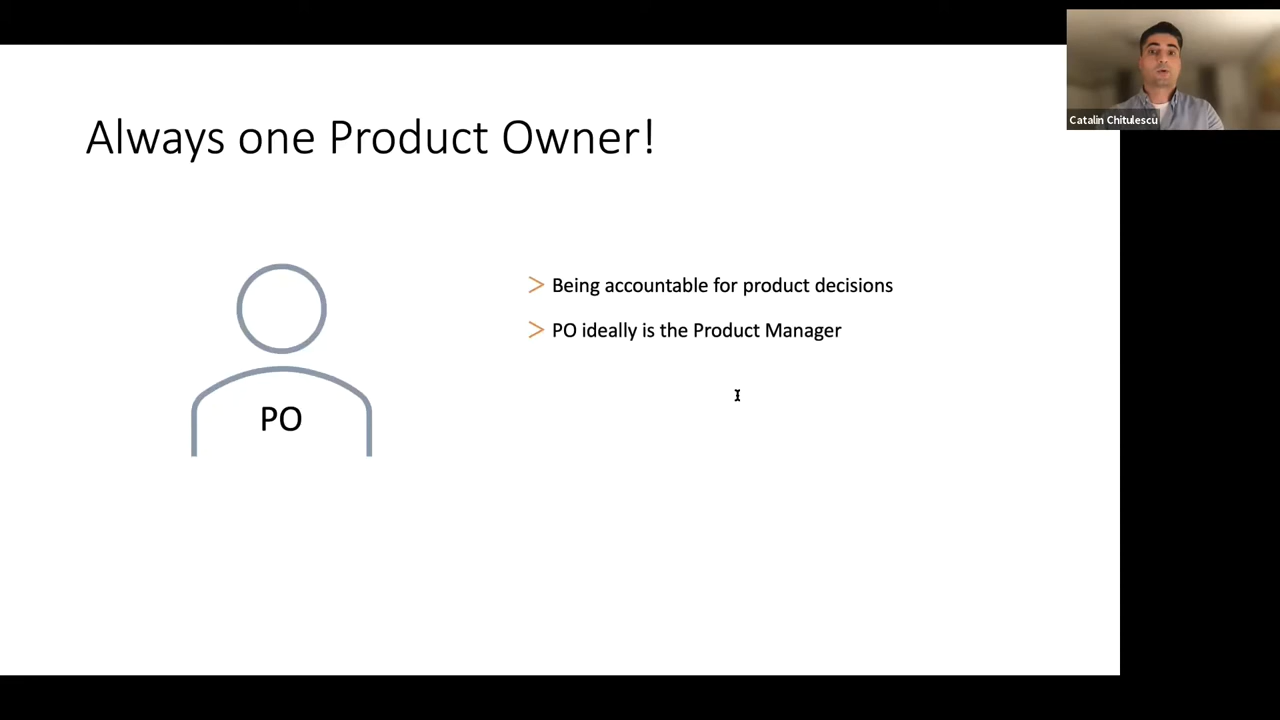 Always one Product Owner!
Catalin Chitulescu
> Being accountable for product decisions
> PO ideally is the Product Manager
PO